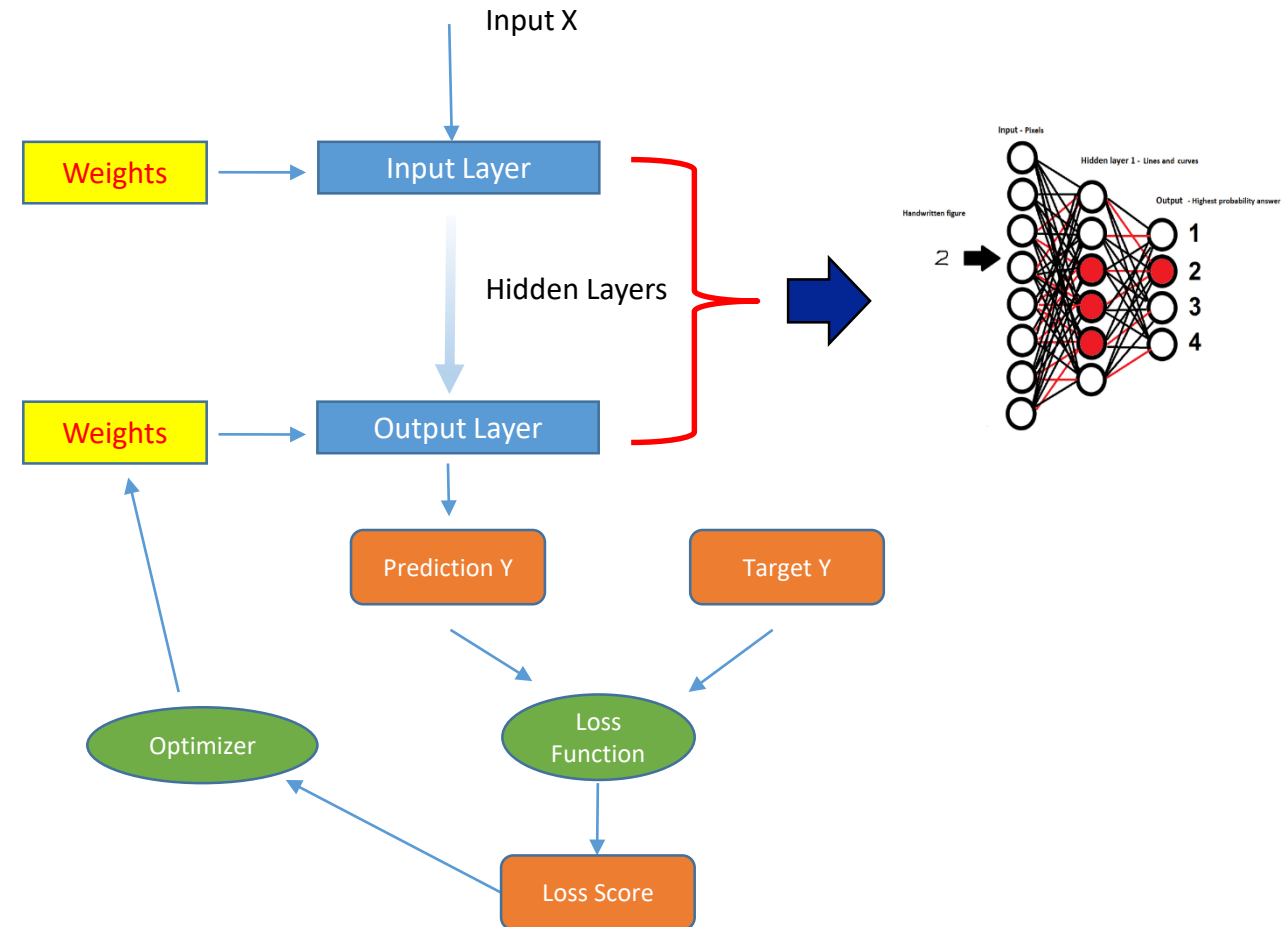 Input X
Weights
Input Layer
Hidden Layers
Weights
Output Layer
Prediction Y
Target Y
Optimizer
Loss
Function
Loss Score
Input - Pixels
Hidden layer 1 - Lines and curves
Output - Highest probability answer
Handwritten figure
2
1
2
3
4